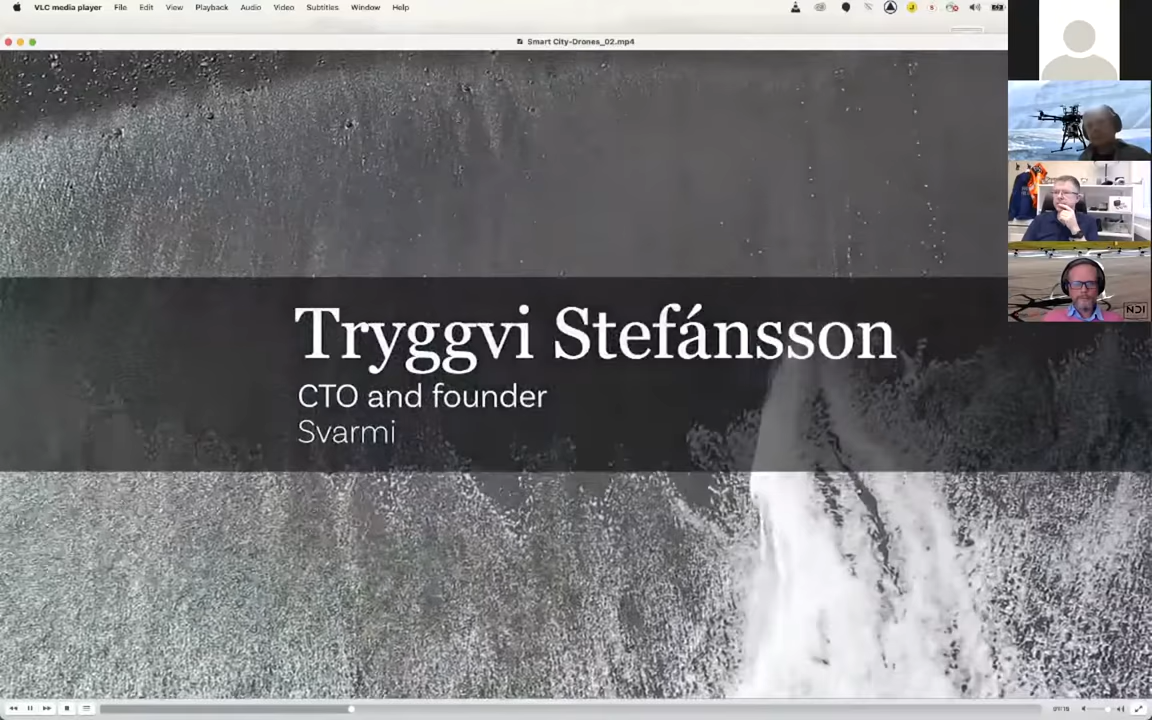 VLC media player File Edit View Playback Audio Video Subtitles Window Help
Smart City-Drones_02.mp4
Tryggvi Stefánsson
CTO and founder
Svarmi
NDI